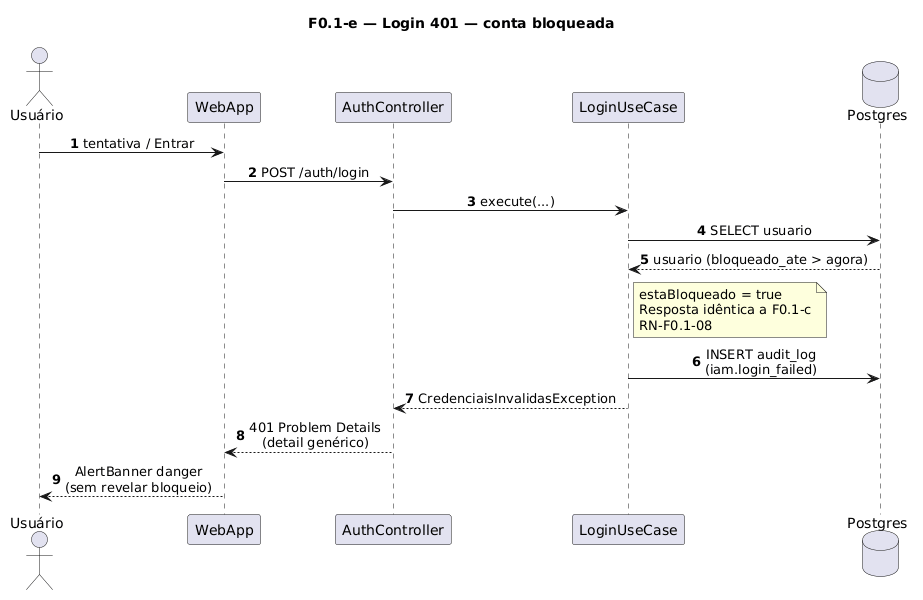 F0.1-e — Login 401 — conta bloqueada
Usuário
WebApp
AuthController
LoginUseCase
Postgres
1 tentativa / Entrar
2 POST /auth/login
3 execute(...)
4 SELECT usuario
5 usuario (bloqueado_ate > agora)
estaBloqueado = true
Resposta idêntica a F0.1-c
RN-F0.1-08
6 INSERT audit_log
(iam.login_failed)
7 CredenciaisInvalidasException
8 401 Problem Details
(detail genérico)
9 AlertBanner danger
(sem revelar bloqueio)
Usuário
WebApp
AuthController
LoginUseCase
Postgres